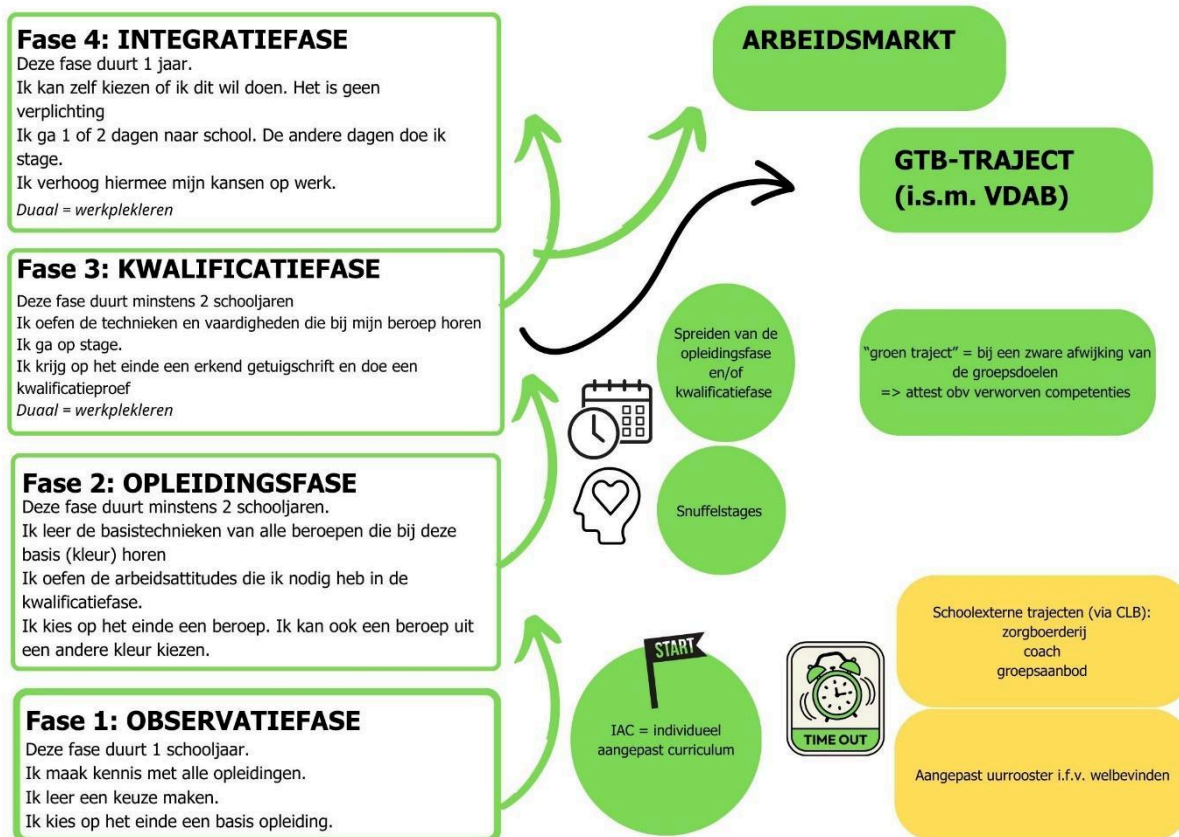 Fase 4: INTEGRATIEFASE
Deze fase duurt 1 jaar.
Ik kan zelf kiezen of ik dit wil doen. Het is geen
verplichting
Ik ga 1 of 2 dagen naar school. De andere dagen doe ik
stage.
Ik verhoog hiermee mijn kansen op werk.
Duaal = werkplekleren
Fase 3: KWALIFICATIEFASE
Deze fase duurt minstens 2 schooljaren
Ik oefen de technieken en vaardigheden die bij mijn beroep horen
Ik ga op stage.
Ik krijg op het einde een erkend getuigschrift en doe een
kwalificatieproef
Duaal = werkplekleren
Fase 2: OPLEIDINGSFASE
Deze fase duurt minstens 2 schooljaren.
Ik leer de basistechnieken van alle beroepen die bij deze
basis (kleur) horen
Ik oefen de arbeidsattitudes die ik nodig heb in de
kwalificatiefase.
Ik kies op het einde een beroep. Ik kan ook een beroep uit
een andere kleur kiezen.
Fase 1: OBSERVATIEFASE
Deze fase duurt 1 schooljaar.
Ik maak kennis met alle opleidingen.
Ik leer een keuze maken.
Ik kies op het einde een basis opleiding.
ARBEIDSMARKT
GTB-TRAJECT
(i.s.m. VDAB)
Spreiden van de
opleidingsfase
en/of
kwalificatiefase
"groen traject" = bij een zware afwijking van
de groepsdoelen
=> attest obv verworven competenties
Snuffelstages
START
IAC = individueel
aangepast curriculum
TIME OUT
Schoolexterne trajecten (via CLB):
zorgboerderij
coach
groepsaanbod
Aangepast uurrooster i.f.v. welbevinden